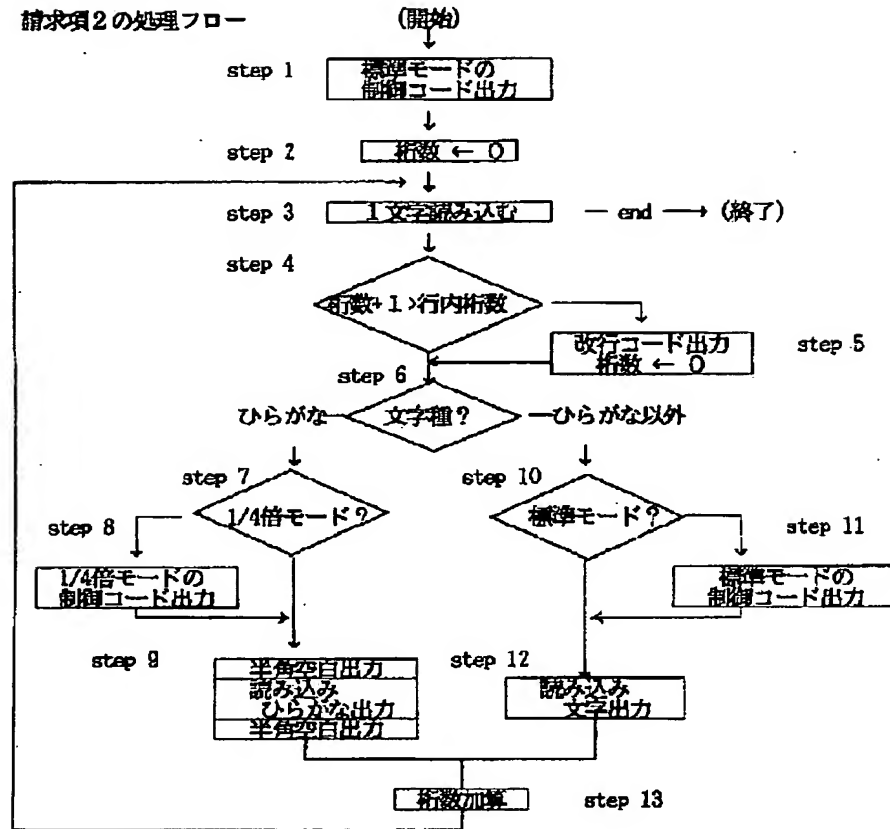 請求項2の処理フロー
(開始)
step 1
標準モードの
制御コード出力
step 2
桁数 ← 0
step 3
1文字読み込む
end → (終了)
step 4
桁数+1>行内桁数
step 5
改行コード出力
桁数 ← 0
step 6
ひらがな
文字種?
ひらがな以外
step 7
1/4倍モード?
step 8
1/4倍モードの
制御コード出力
step 10
標準モード?
step 11
標準モードの
制御コード出力
step 9
半角空白出力
読み込み
ひらがな出力
半角空白出力
step 12
読み込み
文字出力
桁数加算
step 13